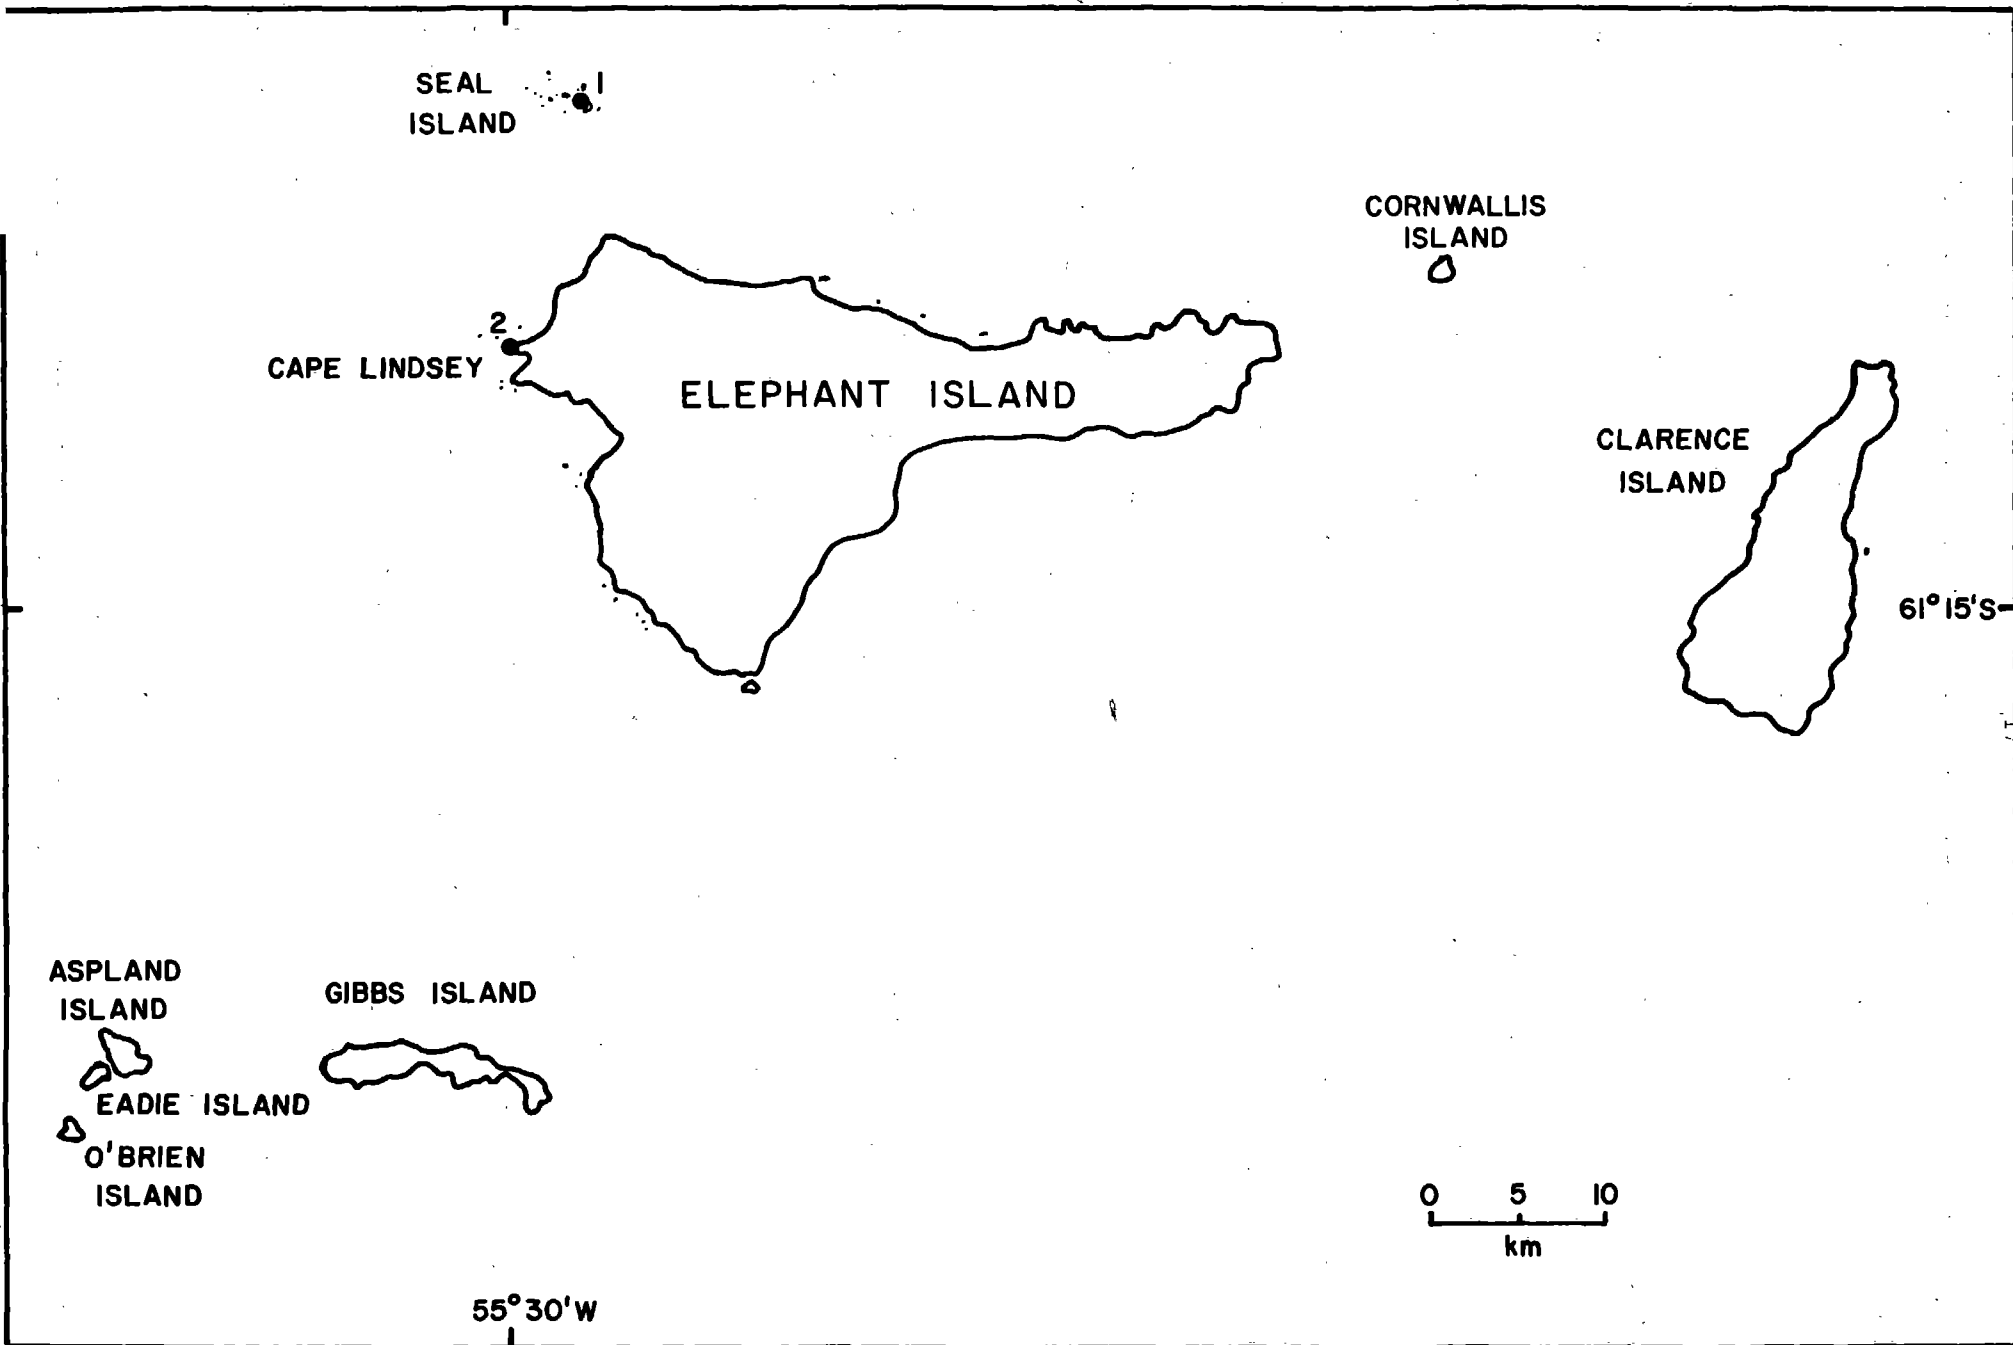 SEAL
ISLAND
1
CORNWALLIS
ISLAND
2
CAPE LINDSEY
ELEPHANT ISLAND
CLARENCE
ISLAND
61°15'S
ASPLAND
ISLAND
GIBBS ISLAND
EADIE ISLAND
O'BRIEN
ISLAND
0 5 10
km
55°30'W